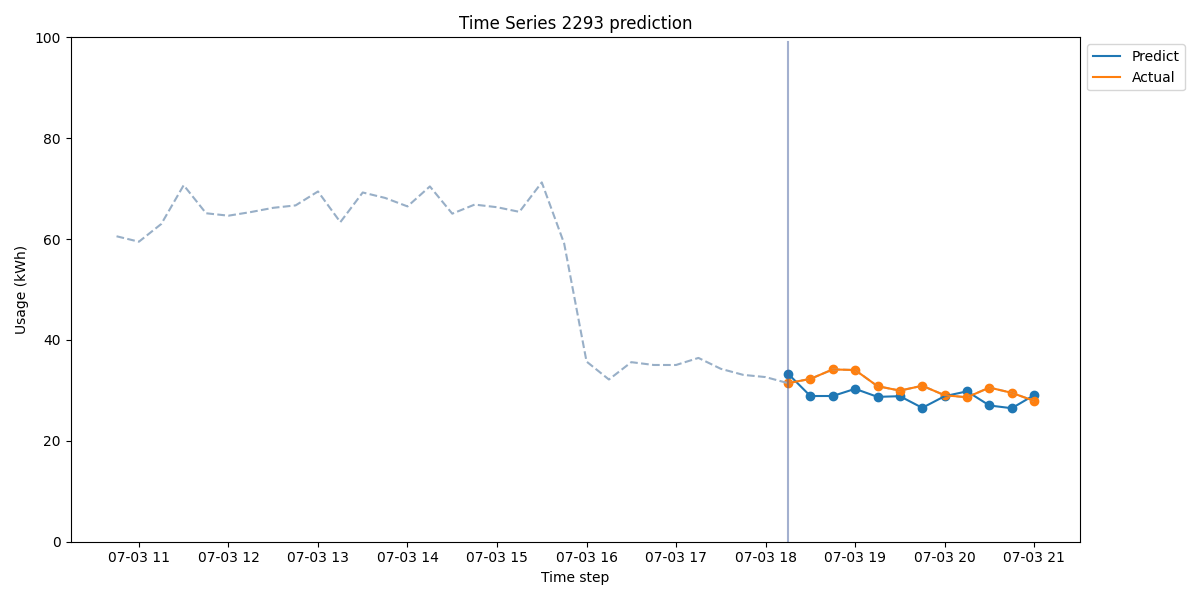 Time Series 2293 prediction
Predict
Actual
Usage (kWh)
100
80
60
40
20
0
07-03 11 07-03 12 07-03 13 07-03 14 07-03 15 07-03 16 07-03 17 07-03 18 07-03 19 07-03 20 07-03 21
Time step